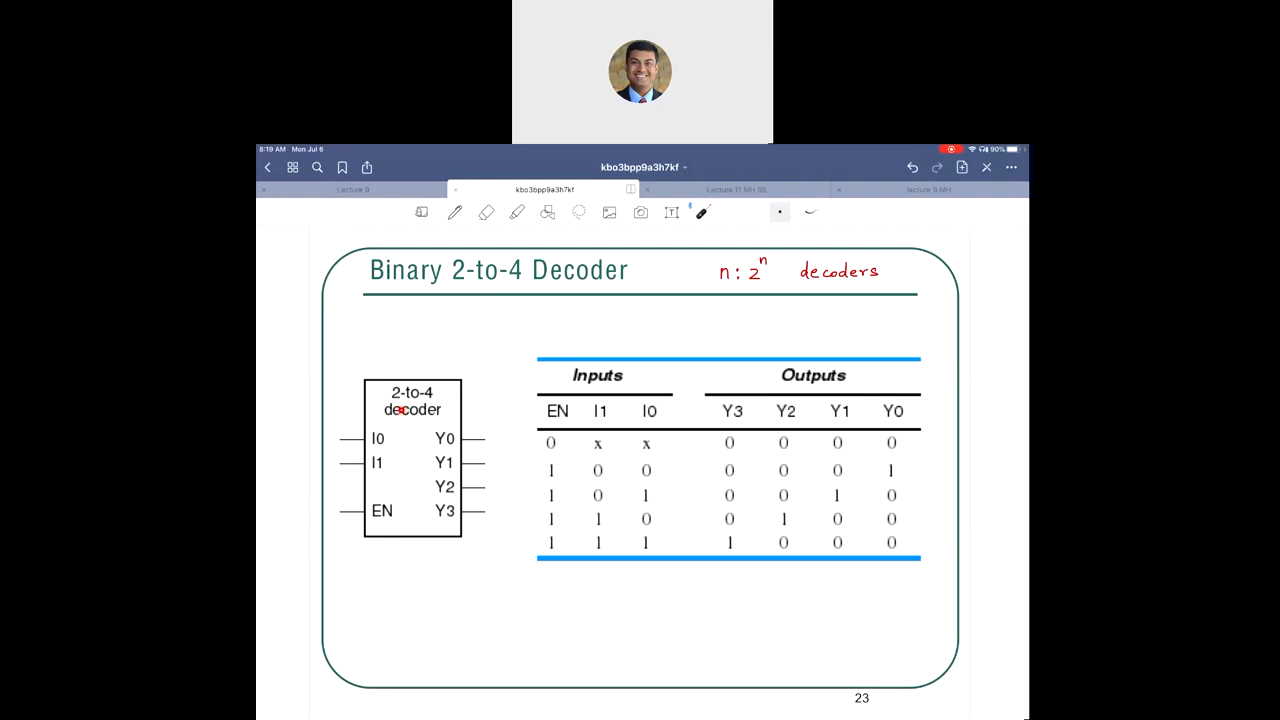 8:19 AM Mon Jul 6
90%
kbo3bpp9a3h7kf
Lecture 9
kbo3bpp9a3h7kf
Lecture 11 MH SS
lecture 9 MH
Binary 2-to-4 Decoder
n : 2^n decoders
2-to-4
decoder
I0 Y0
I1 Y1
Y2
EN Y3
Inputs Outputs
EN I1 I0 Y3 Y2 Y1 Y0
0 x x 0 0 0 0
1 0 0 0 0 0 1
1 0 1 0 0 1 0
1 1 0 0 1 0 0
1 1 1 1 0 0 0
23